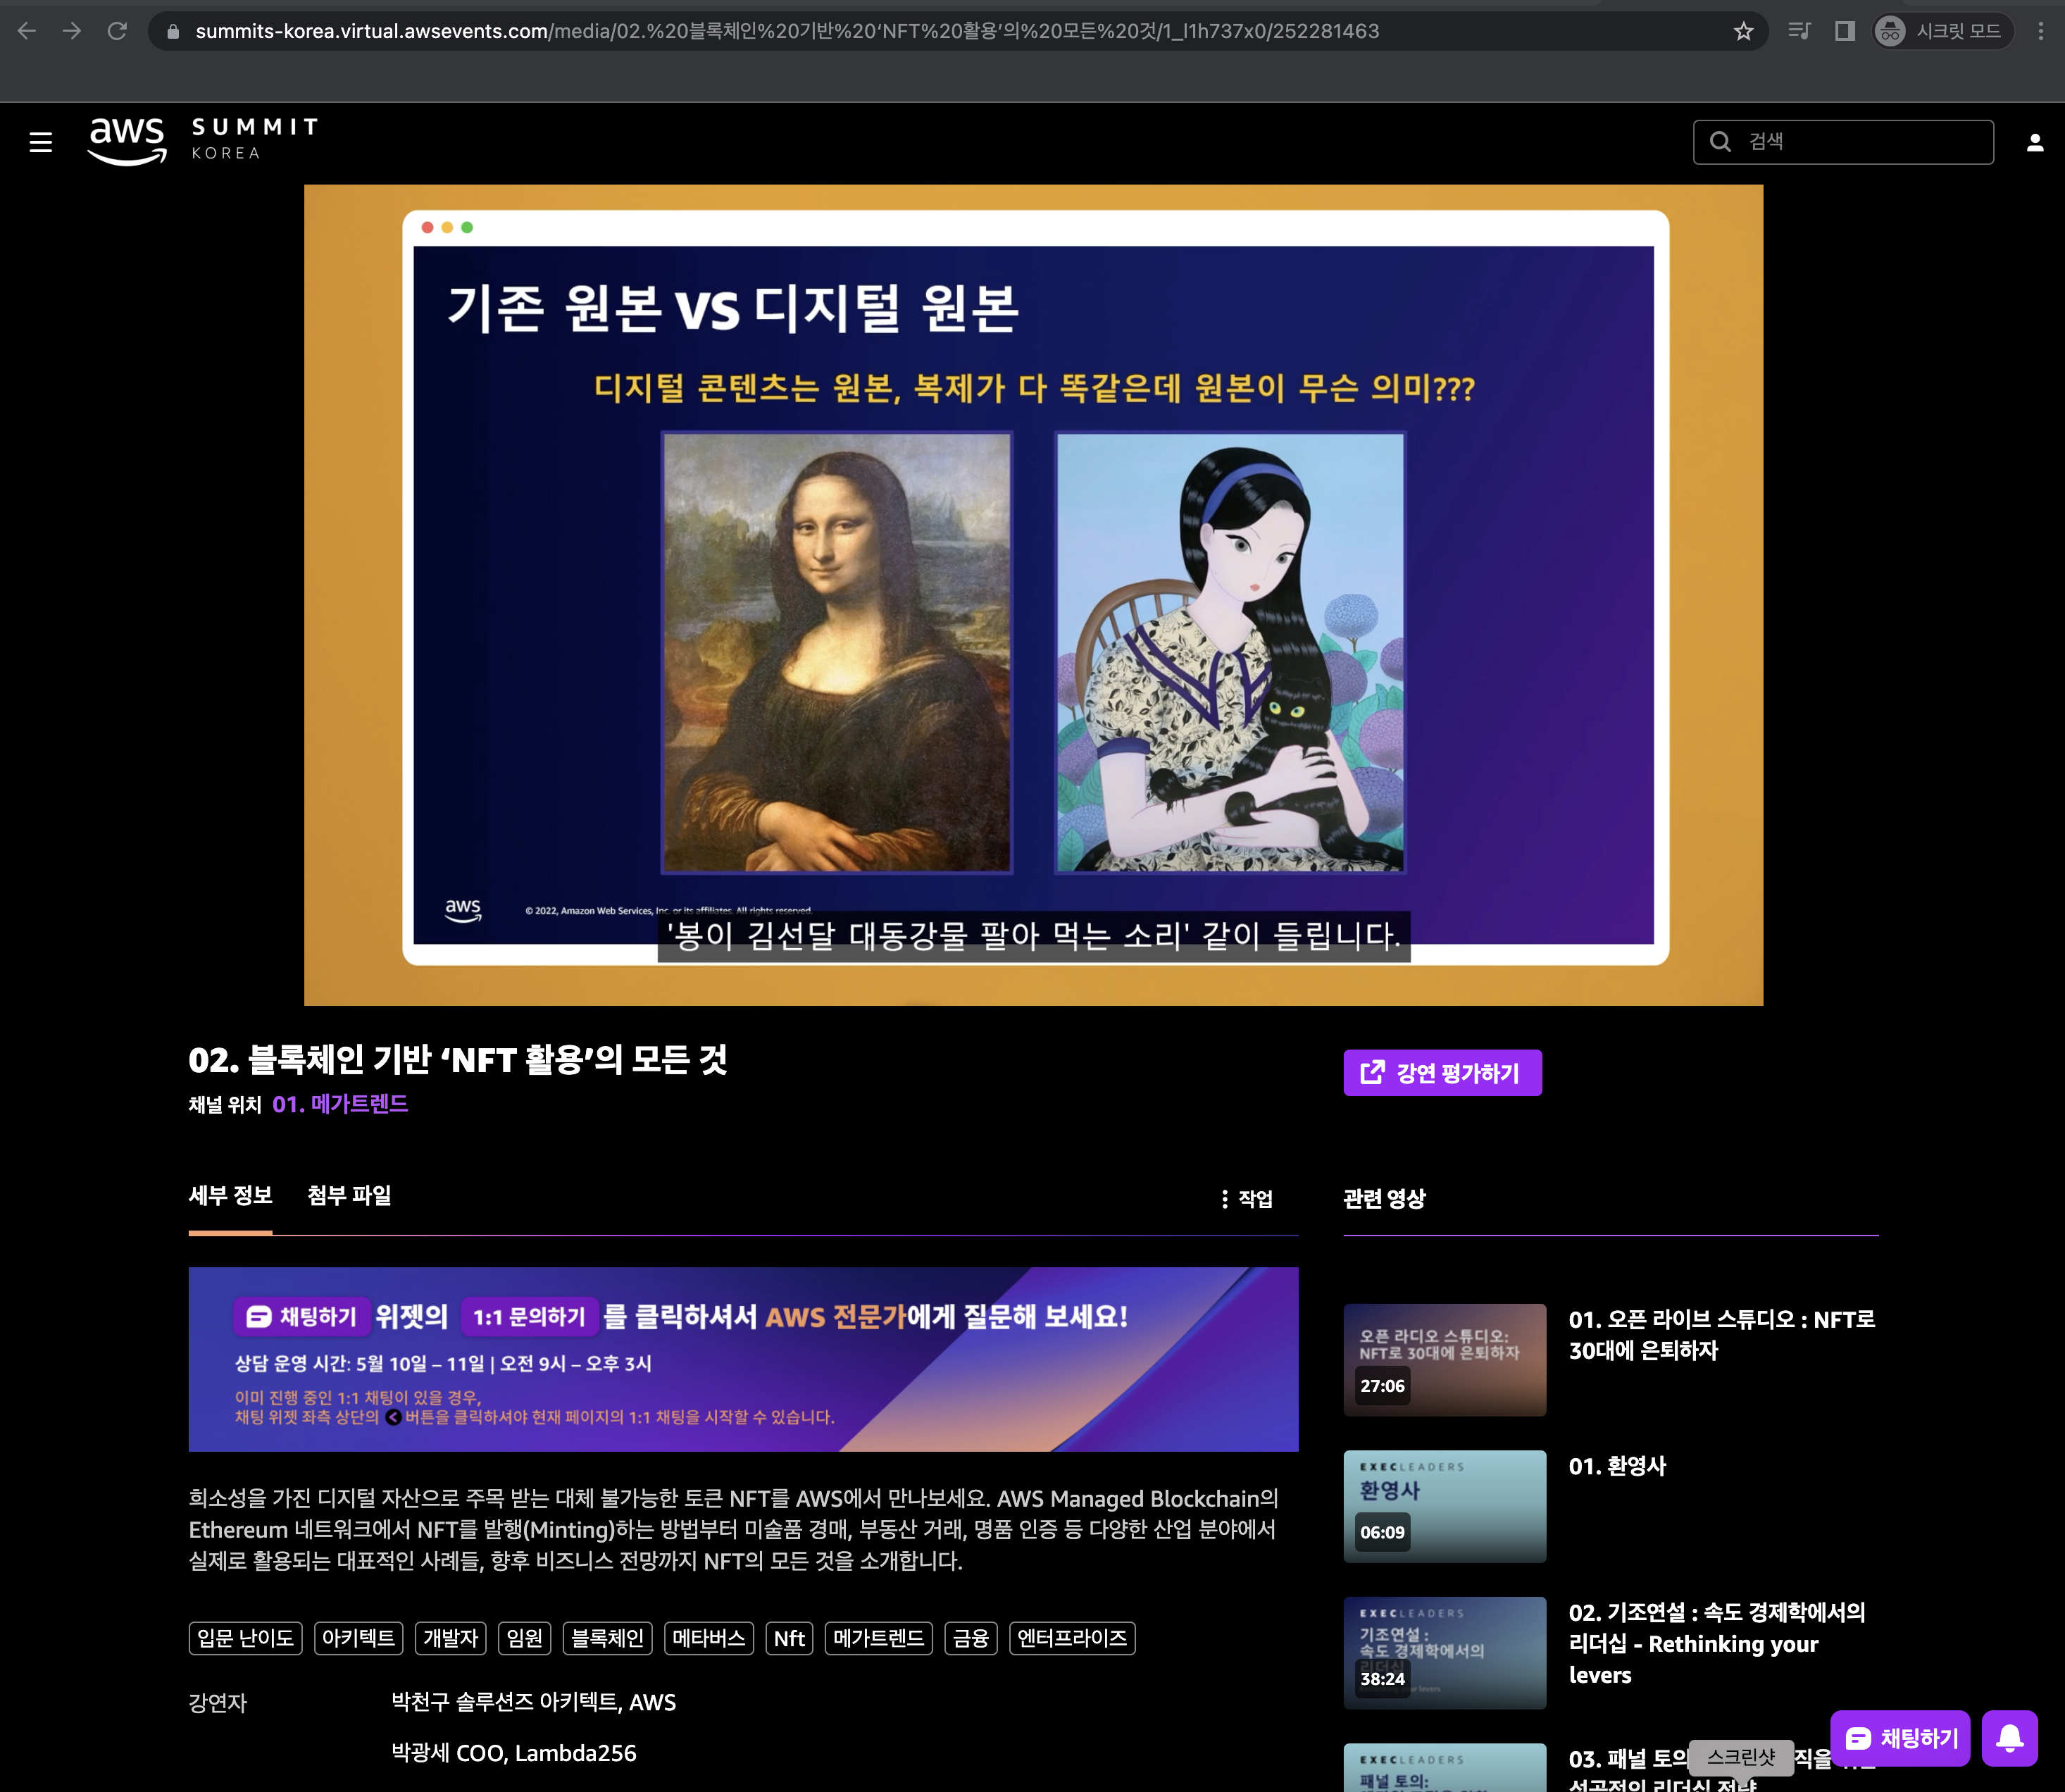 summits-korea.virtual.awsevents.com/media/02.%20블록체인%20기반%20‘NFT%20활용’의%20모든%20것/1_l1h737x0/252281463
시크릿 모드
aws SUMMIT
KOREA
검색
기존 원본 VS 디지털 원본
디지털 콘텐츠는 원본, 복제가 다 똑같은데 원본이 무슨 의미???
aws
© 2022, Amazon Web Services, Inc. or its affiliates. All rights reserved.
'봉이 김선달 대동강물 팔아 먹는 소리' 같이 들립니다.
02. 블록체인 기반 ‘NFT 활용’의 모든 것
채널 위치 01. 메가트렌드
강연 평가하기
세부 정보
첨부 파일
작업
채팅하기 위젯의 1:1 문의하기 를 클릭하셔서 AWS 전문가에게 질문해 보세요!
상담 운영 시간: 5월 10일 – 11일 | 오전 9시 – 오후 3시
이미 진행 중인 1:1 채팅이 있을 경우,
채팅 위젯 좌측 상단의 버튼을 클릭하셔야 현재 페이지의 1:1 채팅을 시작할 수 있습니다.
희소성을 가진 디지털 자산으로 주목 받는 대체 불가능한 토큰 NFT를 AWS에서 만나보세요. AWS Managed Blockchain의
Ethereum 네트워크에서 NFT를 발행(Minting)하는 방법부터 미술품 경매, 부동산 거래, 명품 인증 등 다양한 산업 분야에서
실제로 활용되는 대표적인 사례들, 향후 비즈니스 전망까지 NFT의 모든 것을 소개합니다.
입문 난이도 아키텍트 개발자 임원 블록체인 메타버스 Nft 메가트렌드 금융 엔터프라이즈
강연자
박천구 솔루션즈 아키텍트, AWS
박광세 COO, Lambda256
관련 영상
오픈 라디오 스튜디오:
NFT로 30대에 은퇴하자
27:06
01. 오픈 라이브 스튜디오 : NFT로
30대에 은퇴하자
EXECLEADERS
환영사
06:09
01. 환영사
EXECLEADERS
기조연설 :
속도 경제학에서의
리더십
38:24
02. 기조연설 : 속도 경제학에서의
리더십 - Rethinking your
levers
EXECLEADERS
패널 토의:
03. 패널 토의
성공적인 리더십 전략
스크린샷
채팅하기